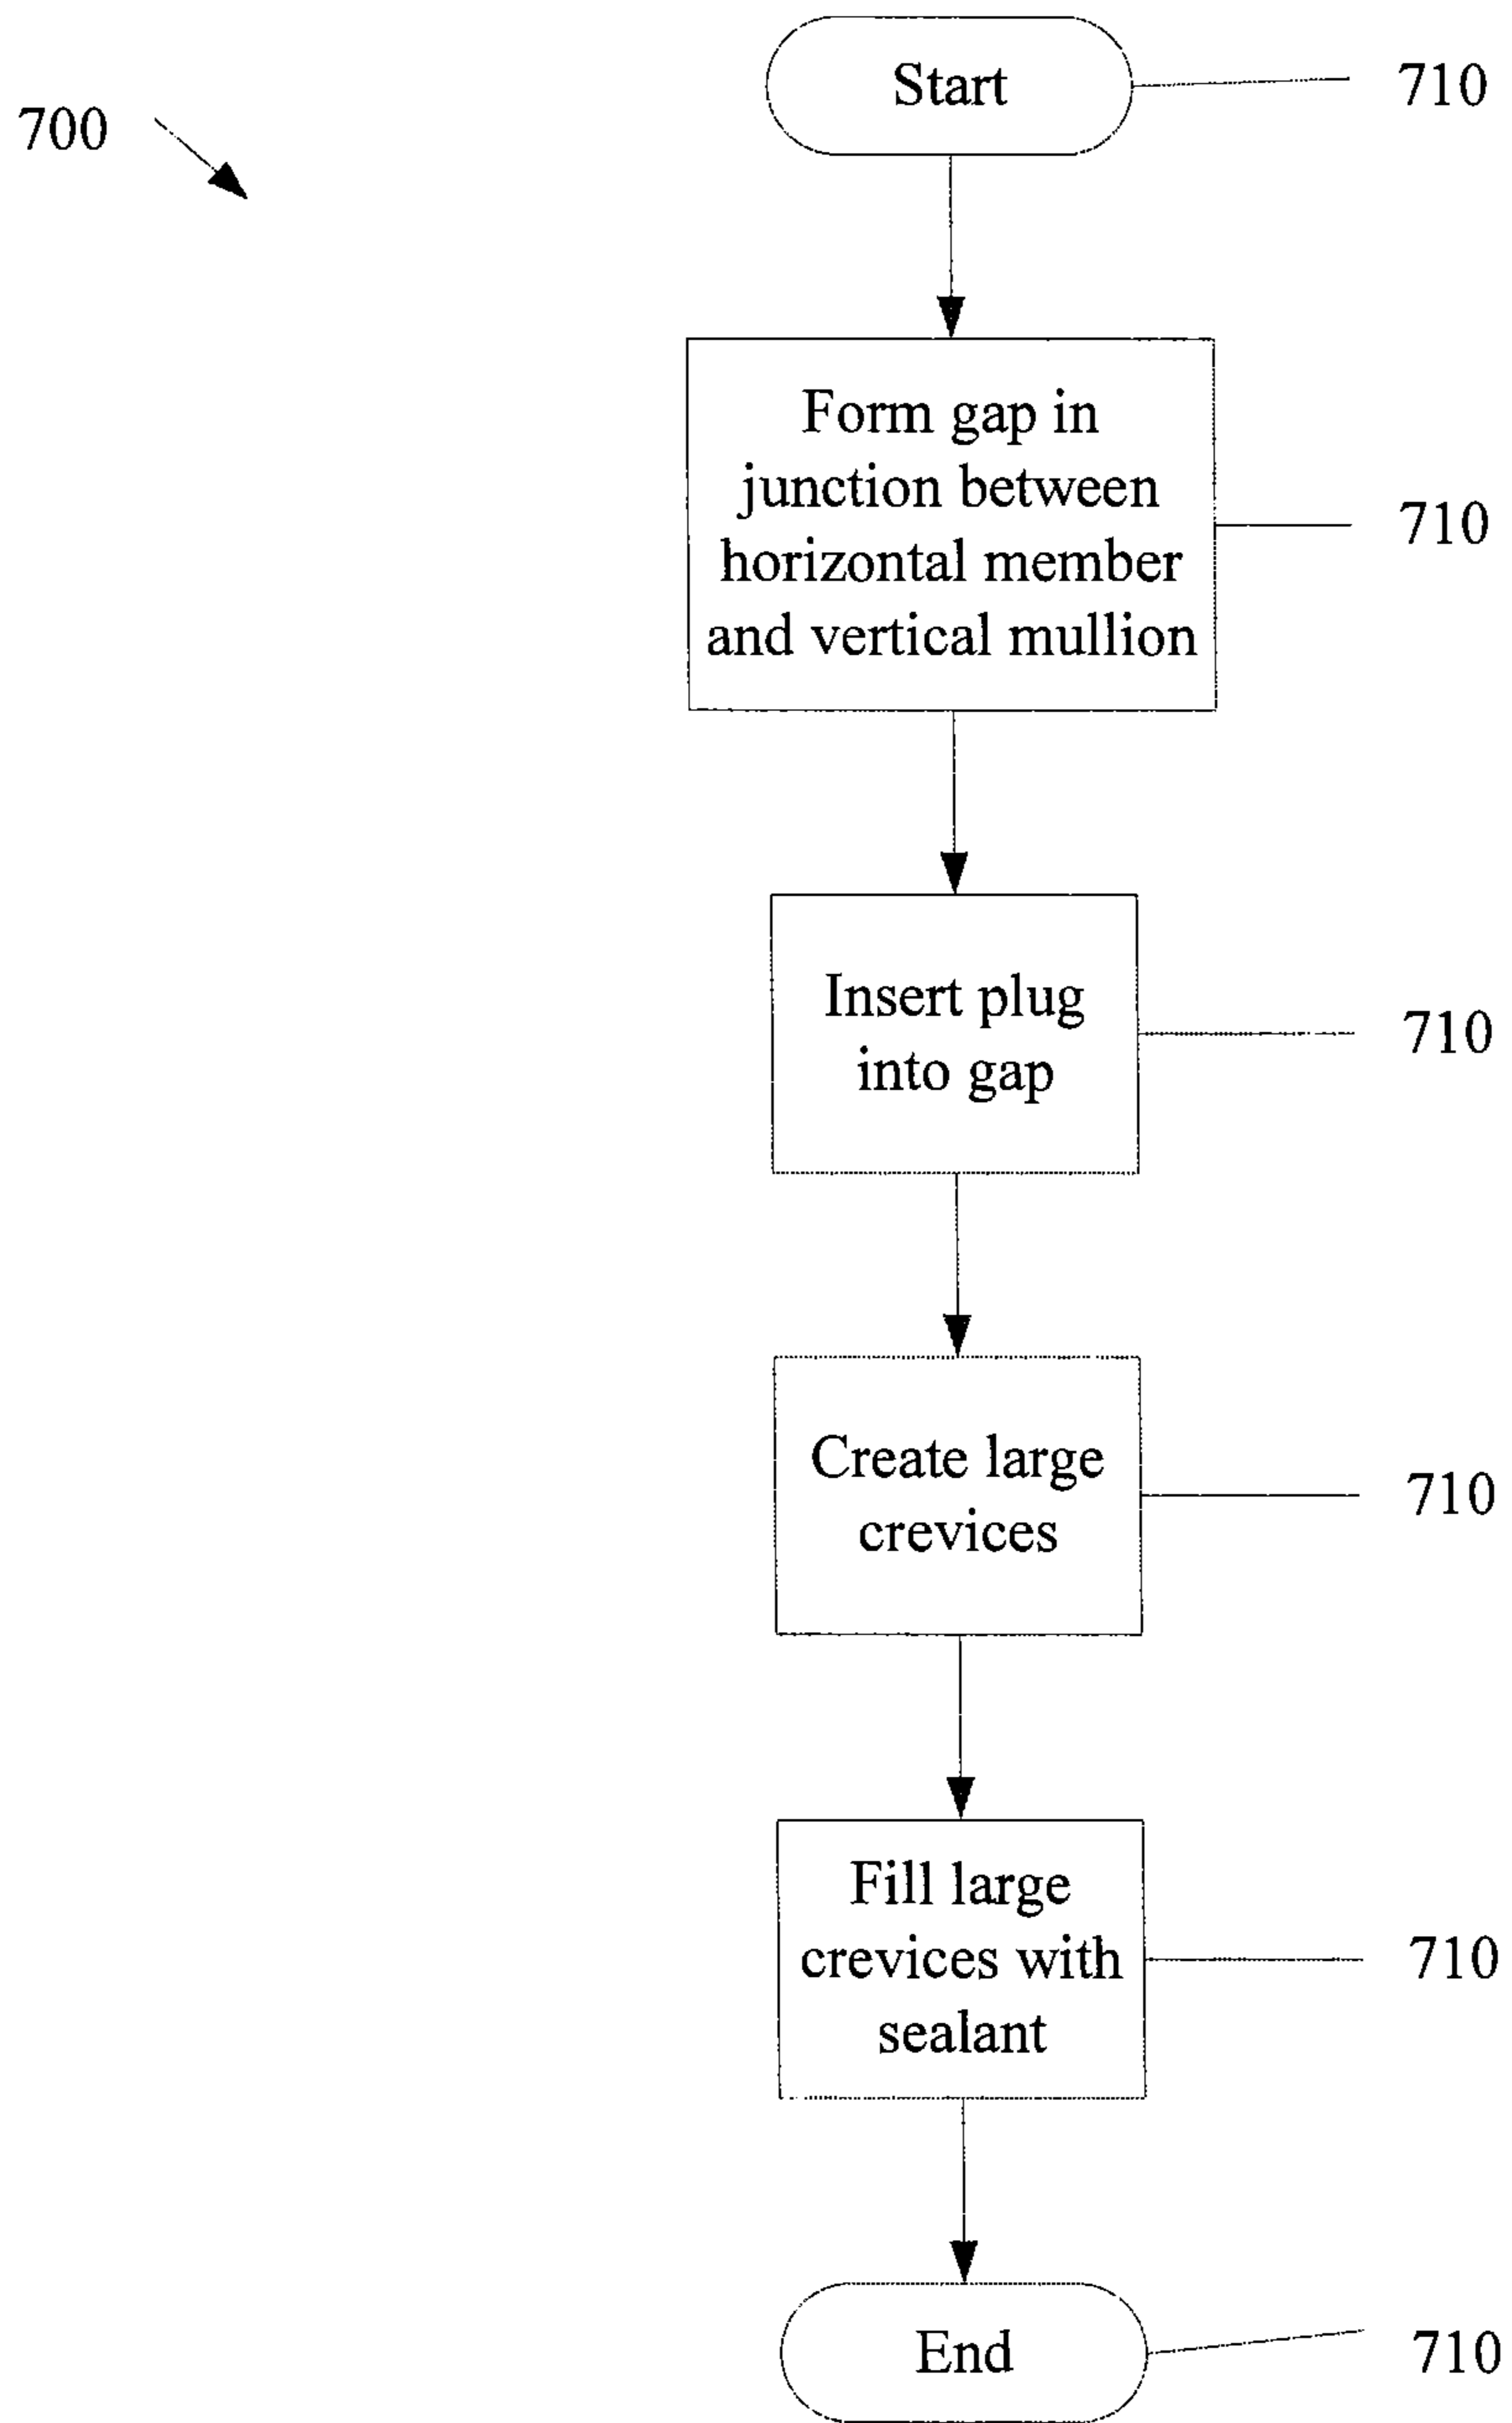 700
Start
710
Form gap in
junction between
horizontal member
and vertical mullion
710
Insert plug
into gap
710
Create large
crevices
710
Fill large
crevices with
sealant
710
End
710